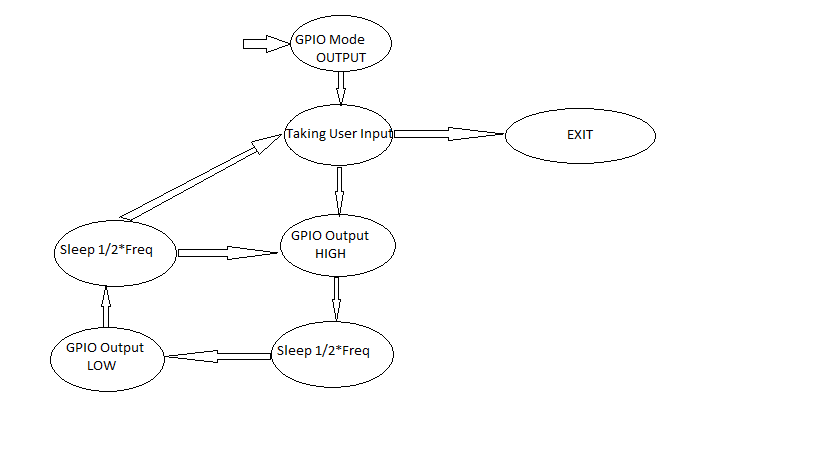 GPIO Mode
OUTPUT
Taking User Input
EXIT
GPIO Output
HIGH
Sleep 1/2*Freq
Sleep 1/2*Freq
GPIO Output
LOW